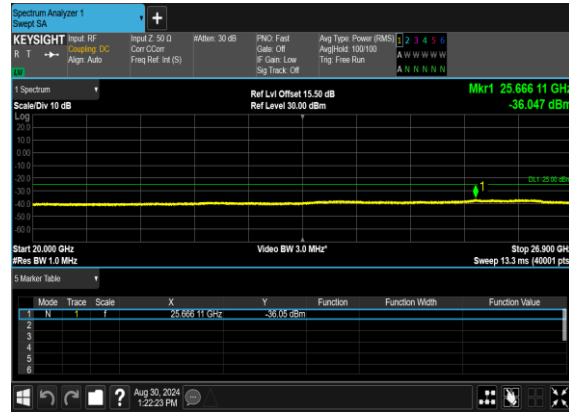 Spectrum Analyzer 1
Swept SA
+
KEYSIGHT Input: RF Input Z: 50 Ω #Atten: 30 dB PNO: Fast Avg Type: Power (RMS) 1 2 3 4 5 6
R T Coupling: DC Corr CCorr Gate: Off Avg|Hold: 100/100 A W W W W W
Align: Auto Freq Ref: Int (S) IF Gain: Low Trig: Free Run
Sig Track: Off A N N N N N
LV
1 Spectrum Ref Lvl Offset 15.50 dB Mkr1 25.666 11 GHz
Scale/Div 10 dB Ref Level 30.00 dBm -36.047 dBm
Log
20.0
10.0
0.00
-10.0
-20.0 DL1 -25.00 dBm
-30.0 1
-40.0
-50.0
-60.0
Start 20.000 GHz Video BW 3.0 MHz* Stop 26.900 GHz
#Res BW 1.0 MHz Sweep 13.3 ms (40001 pts)
5 Marker Table
Mode Trace Scale X Y Function Function Width Function Value
1 N 1 f 25.666 11 GHz -36.05 dBm
2
3
4
5
6
? Aug 30, 2024
1:22:23 PM